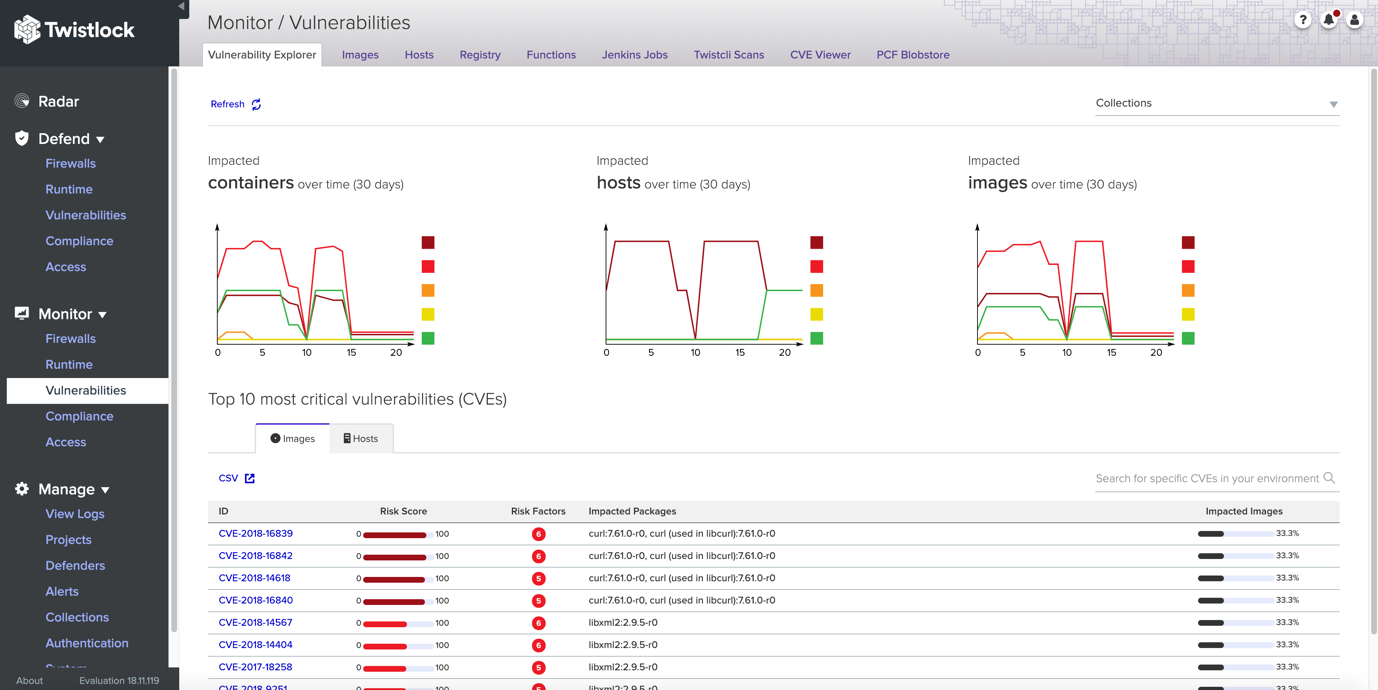 Twistlock
Monitor / Vulnerabilities
?
Vulnerability Explorer Images Hosts Registry Functions Jenkins Jobs Twistcli Scans CVE Viewer PCF Blobstore
Radar
Defend
Firewalls
Runtime
Vulnerabilities
Compliance
Access
Monitor
Firewalls
Runtime
Vulnerabilities
Compliance
Access
Manage
View Logs
Projects
Defenders
Alerts
Collections
Authentication
System
About Evaluation 18.11.119
Refresh
Collections
Impacted
containers over time (30 days)
0 5 10 15 20
Impacted
hosts over time (30 days)
0 5 10 15 20
Impacted
images over time (30 days)
0 5 10 15 20
Top 10 most critical vulnerabilities (CVEs)
Images Hosts
CSV
Search for specific CVEs in your environment
ID Risk Score Risk Factors Impacted Packages Impacted Images
CVE-2018-16839 0 100 6 curl:7.61.0-r0, curl (used in libcurl):7.61.0-r0 33.3%
CVE-2018-16842 0 100 6 curl:7.61.0-r0, curl (used in libcurl):7.61.0-r0 33.3%
CVE-2018-14618 0 100 5 curl:7.61.0-r0, curl (used in libcurl):7.61.0-r0 33.3%
CVE-2018-16840 0 100 5 curl:7.61.0-r0, curl (used in libcurl):7.61.0-r0 33.3%
CVE-2018-14567 0 100 6 libxml2:2.9.5-r0 33.3%
CVE-2018-14404 0 100 6 libxml2:2.9.5-r0 33.3%
CVE-2017-18258 0 100 5 libxml2:2.9.5-r0 33.3%
CVE-2018-9251 0 100 5 libxml2:2.9.5-r0 33.3%